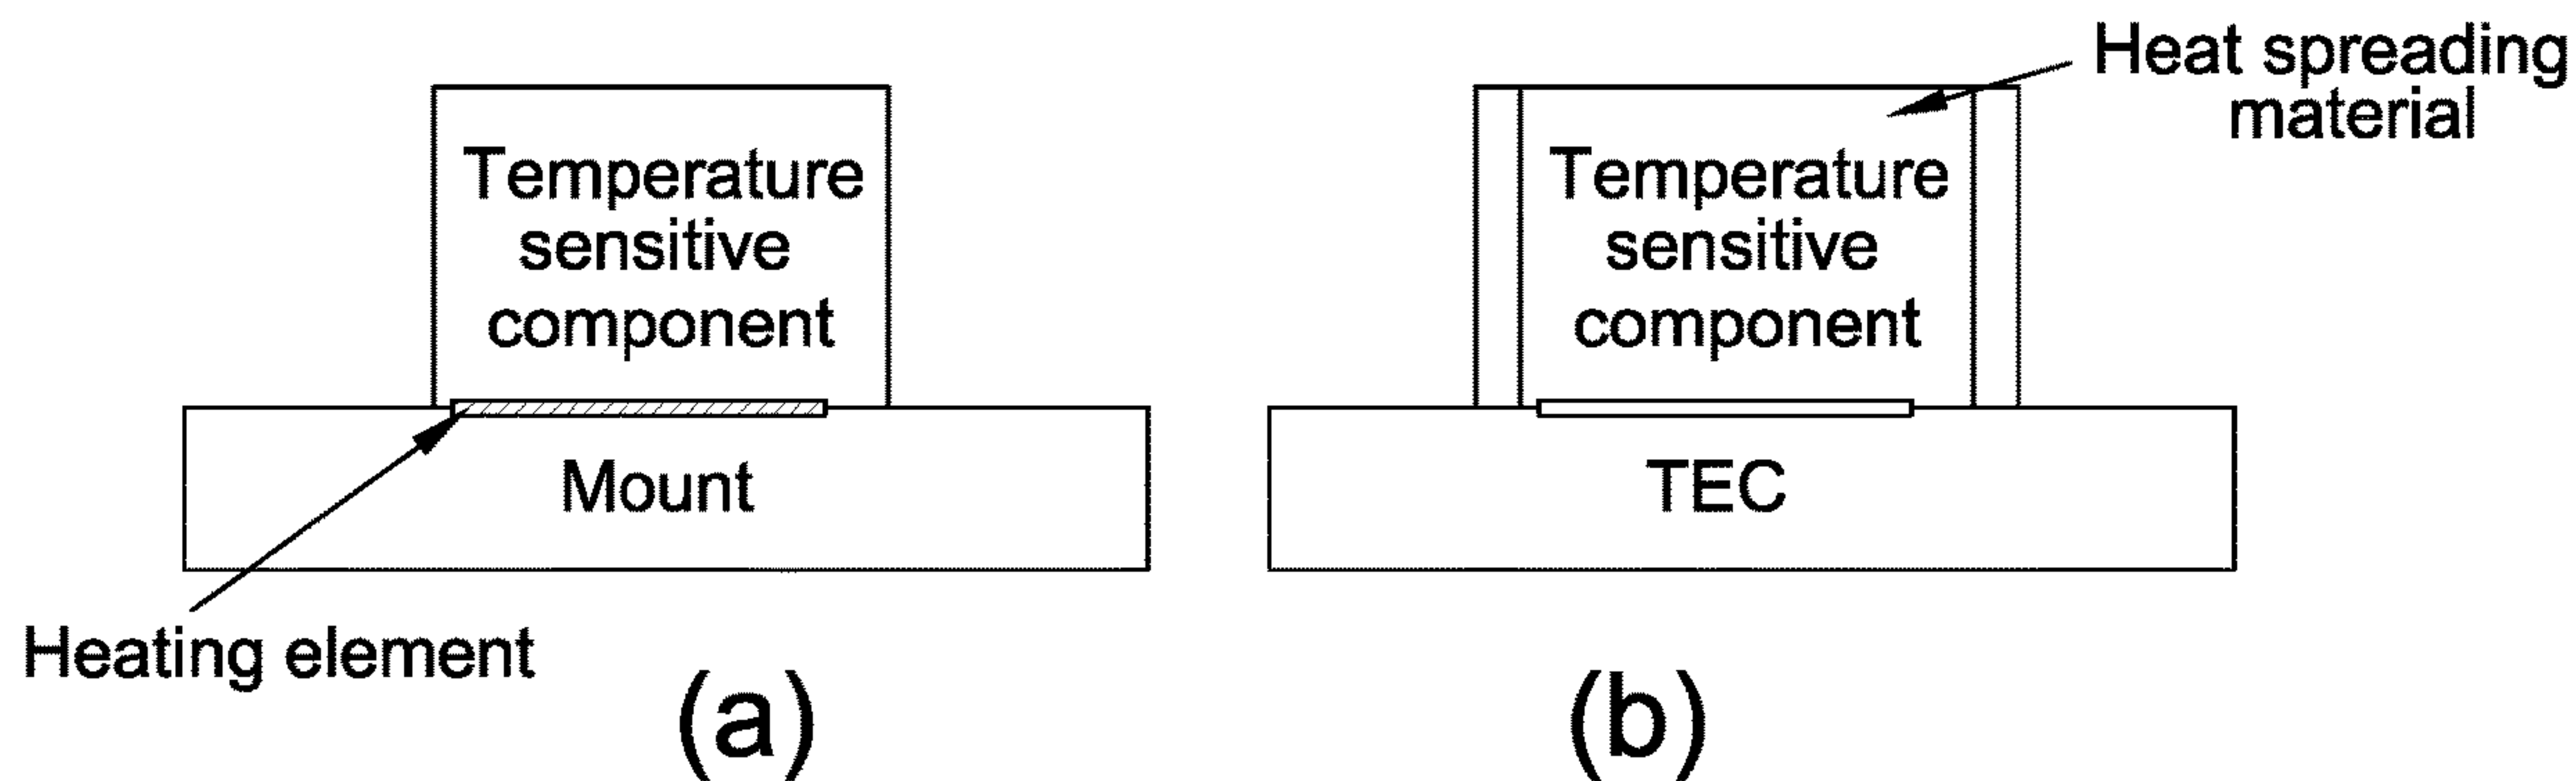 Temperature
sensitive
component
Mount
Heating element
(a)
Heat spreading
material
Temperature
sensitive
component
TEC
(b)